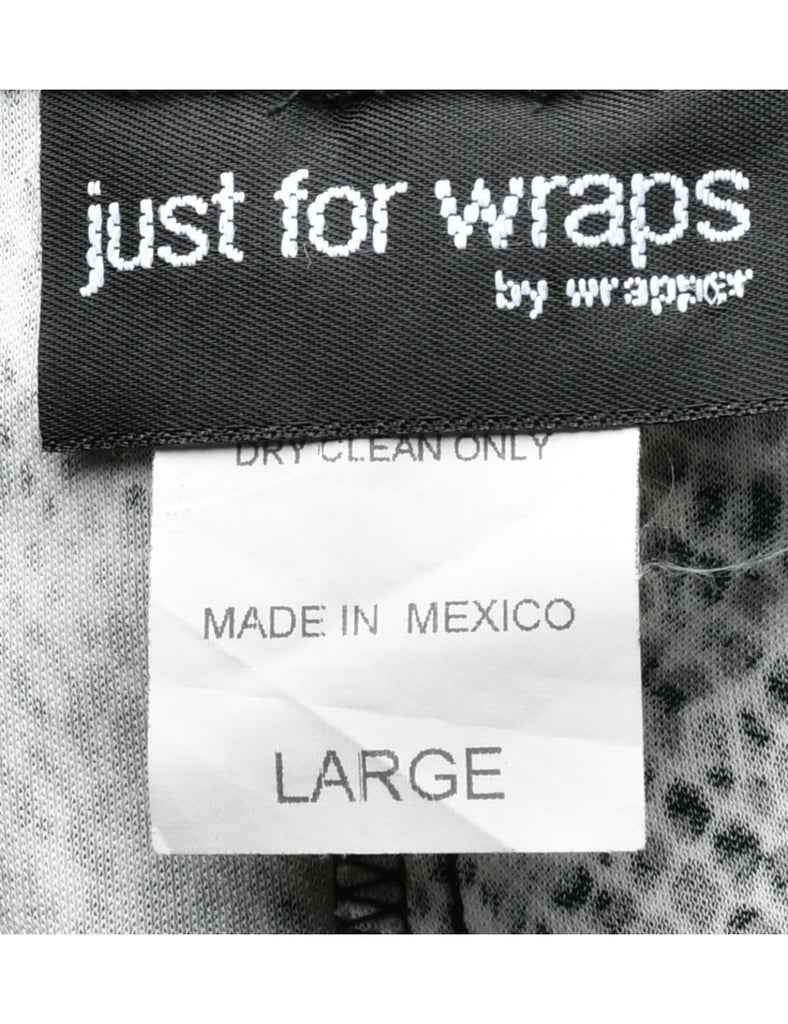 just for wraps
by wrapper
DRY CLEAN ONLY
MADE IN MEXICO
LARGE